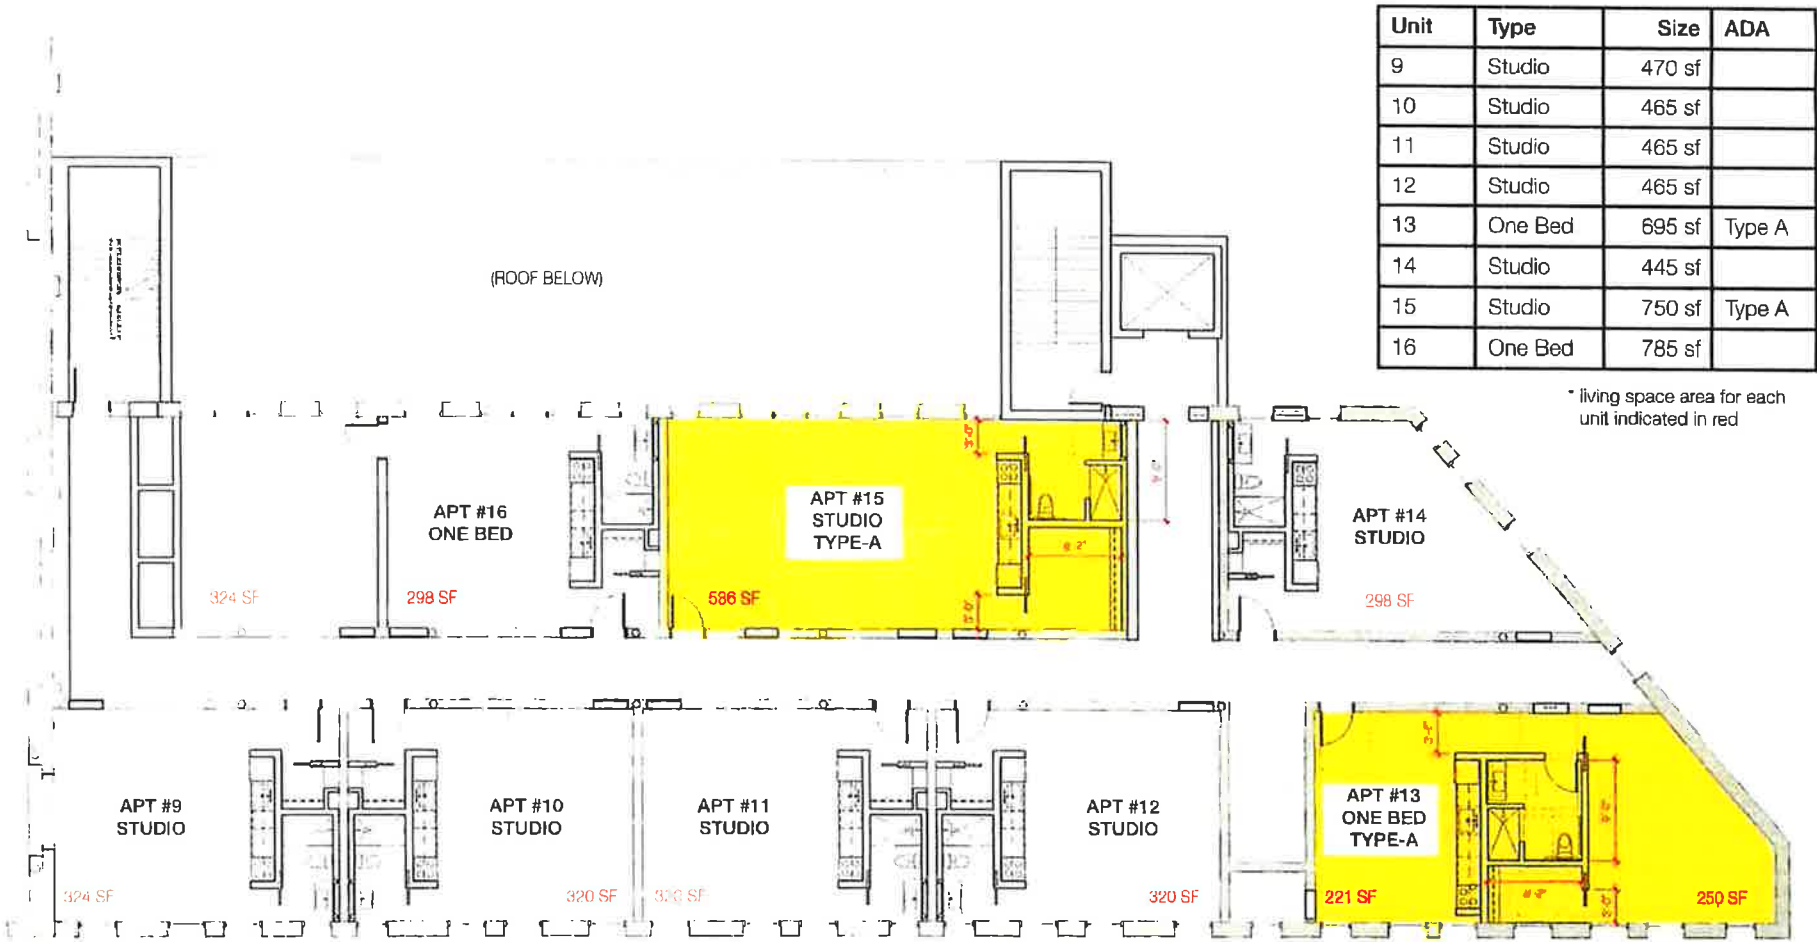 Unit Type Size ADA
9 Studio 470 sf
10 Studio 465 sf
11 Studio 465 sf
12 Studio 465 sf
13 One Bed 695 sf Type A
14 Studio 445 sf
15 Studio 750 sf Type A
16 One Bed 785 sf
* living space area for each
unit indicated in red
(ROOF BELOW)
APT #16
ONE BED
324 SF
298 SF
APT #15
STUDIO
TYPE-A
586 SF
8'-2"
APT #14
STUDIO
298 SF
APT #9
STUDIO
324 SF
APT #10
STUDIO
320 SF
APT #11
STUDIO
APT #12
STUDIO
320 SF
APT #13
ONE BED
TYPE-A
221 SF
250 SF